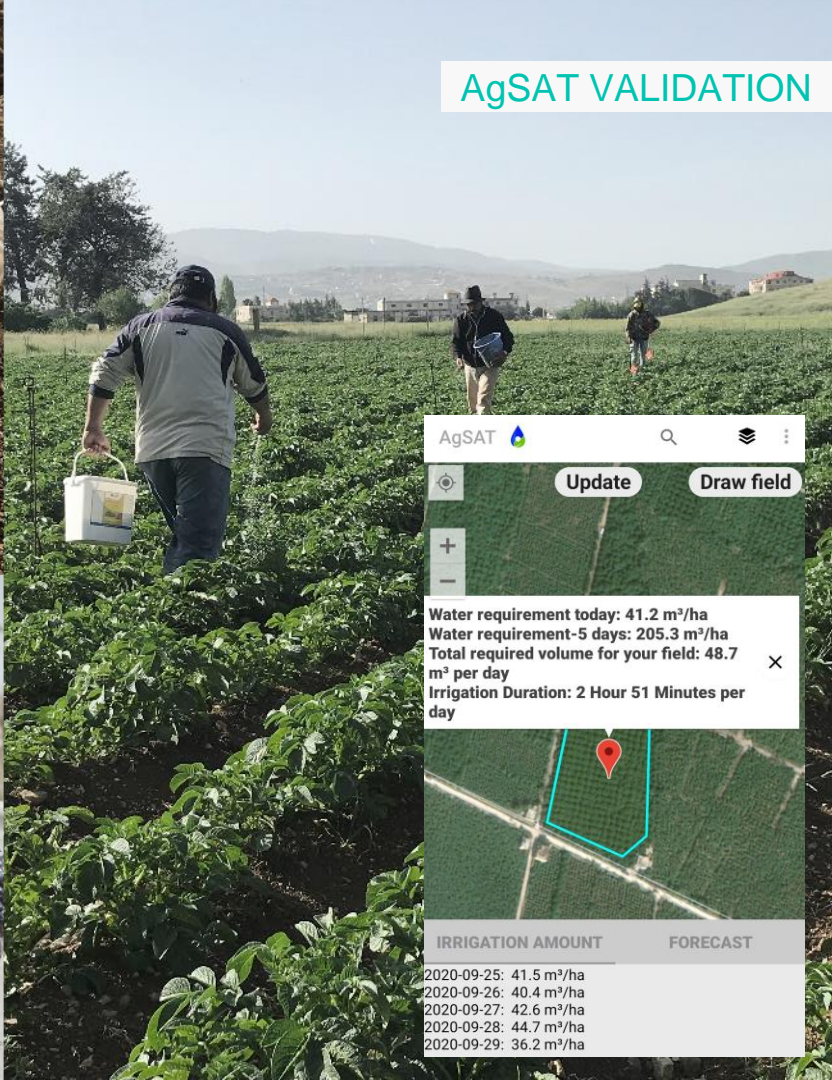 AgSAT VALIDATION
AgSAT
Update
Draw field
Water requirement today: 41.2 m³/ha
Water requirement-5 days: 205.3 m³/ha
Total required volume for your field: 48.7
m³ per day
Irrigation Duration: 2 Hour 51 Minutes per
day
IRRIGATION AMOUNT
FORECAST
2020-09-25: 41.5 m³/ha
2020-09-26: 40.4 m³/ha
2020-09-27: 42.6 m³/ha
2020-09-28: 44.7 m³/ha
2020-09-29: 36.2 m³/ha